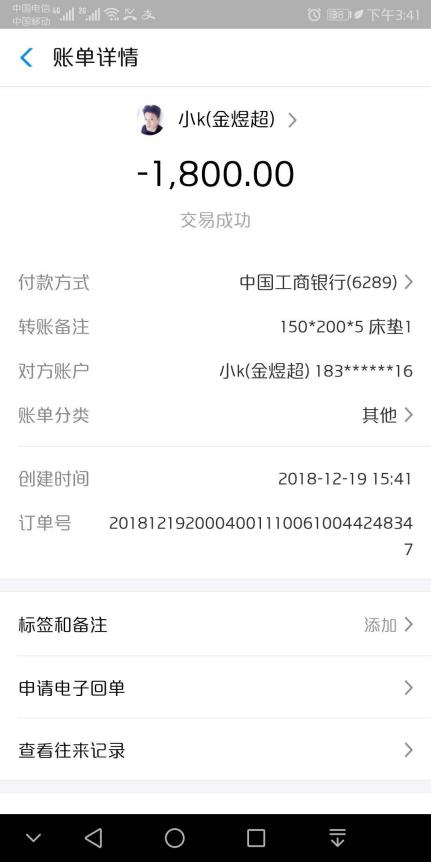 中国电信 4G 2G 下午3:41
中国移动
账单详情
小k(金煜超)
-1,800.00
交易成功
付款方式 中国工商银行(6289)
转账备注 150*200*5 床垫1
对方账户 小k(金煜超) 183******16
账单分类 其他
创建时间 2018-12-19 15:41
订单号 2018121920004001110061004424834
7
标签和备注 添加
申请电子回单
查看往来记录